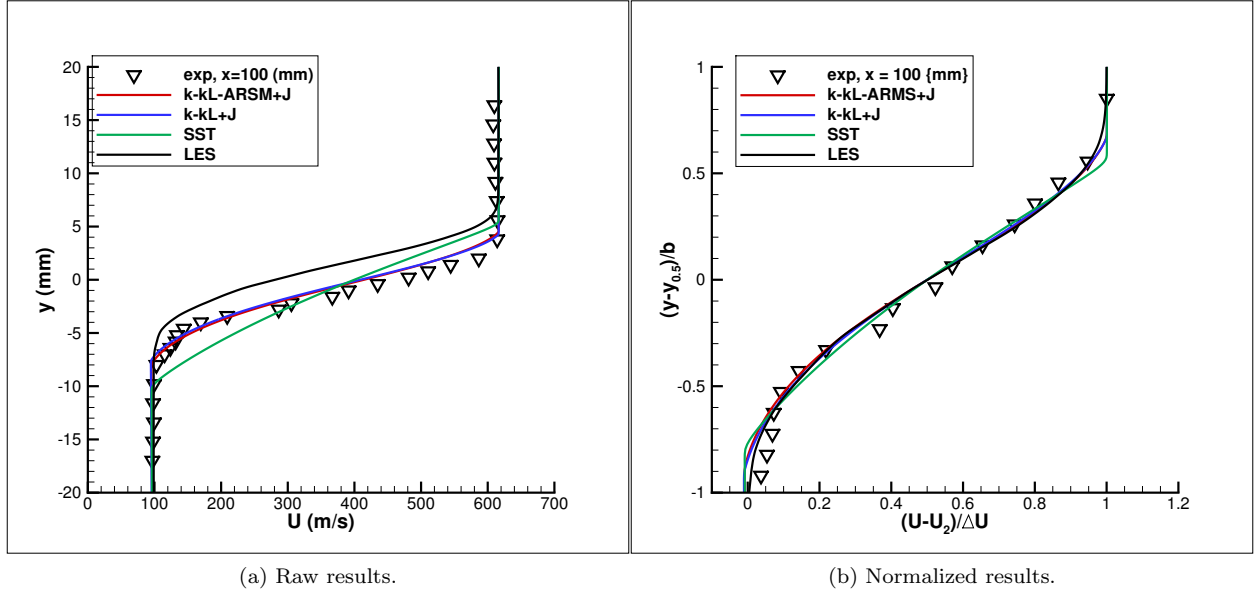 20
15
10
5
0
-5
-10
-15
-20
y (mm)
exp, x=100 (mm)
k-kL-ARSM+J
k-kL+J
SST
LES
0 100 200 300 400 500 600 700
U (m/s)
(a) Raw results.
1
0.5
0
-0.5
-1
(y-y0.5)/b
exp, x = 100 {mm}
k-kL-ARMS+J
k-kL+J
SST
LES
0 0.2 0.4 0.6 0.8 1 1.2
(U-U2)/ΔU
(b) Normalized results.